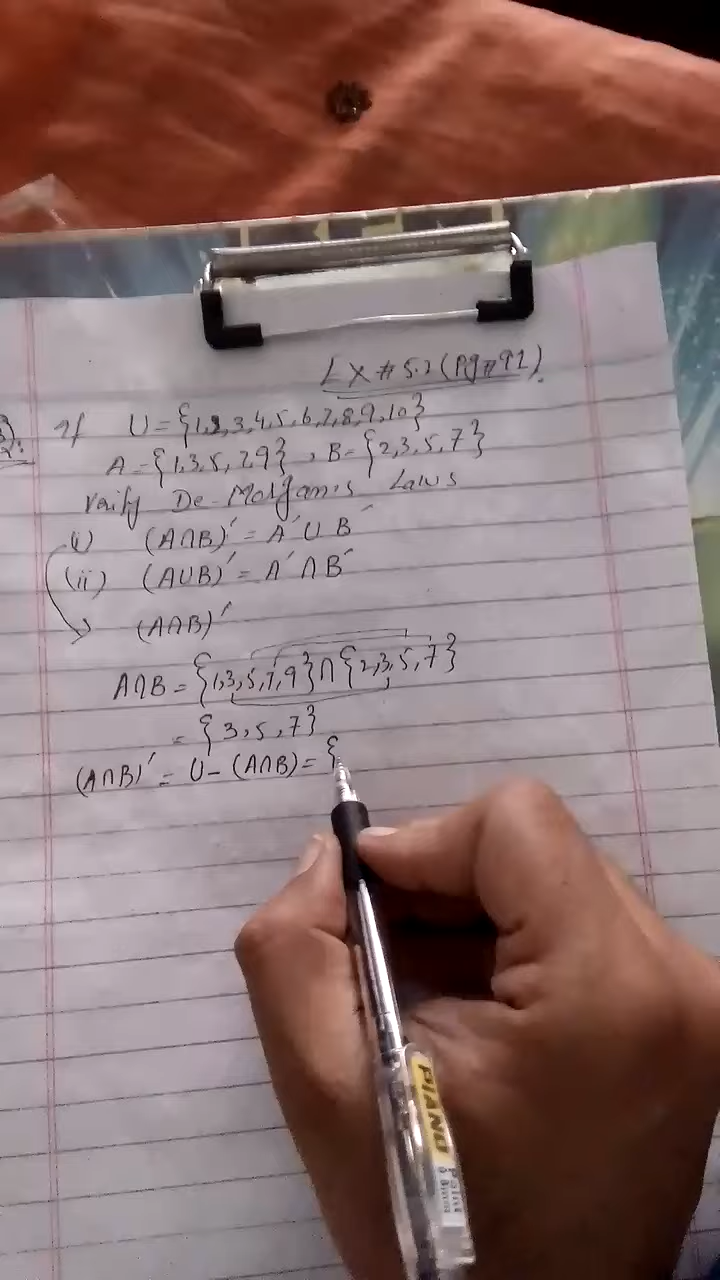 Ex # 5.2 (Pg # 91)
If U = {1,2,3,4,5,6,7,8,9,10}
A = {1,3,5,7,9} , B = {2,3,5,7}
Verify De-Morgan's Laws
(i) (A∩B)′ = A′ ∪ B′
(ii) (A∪B)′ = A′ ∩ B′
(A∩B)′
A∩B = {1,3,5,7,9} ∩ {2,3,5,7}
= {3,5,7}
(A∩B)′ = U - (A∩B) = {
PIANO
Point